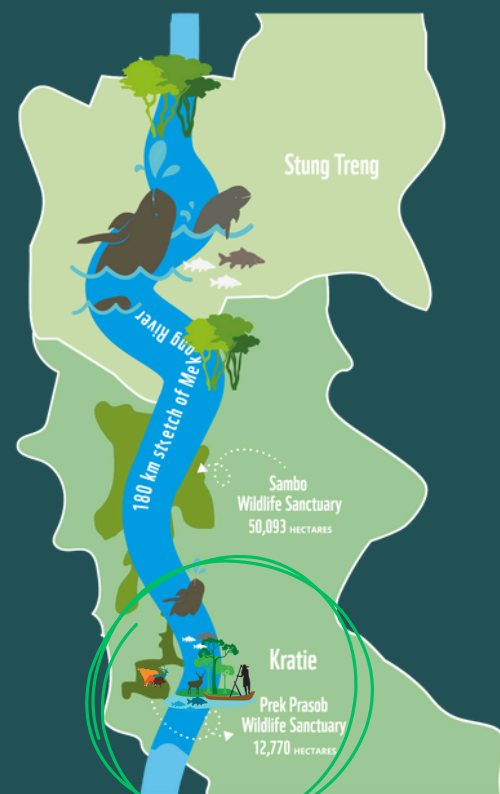 Stung Treng
180 km stretch of Mekong River
Sambo
Wildlife Sanctuary
50,093 HECTARES
Kratie
Prek Prasob
Wildlife Sanctuary
12,770 HECTARES